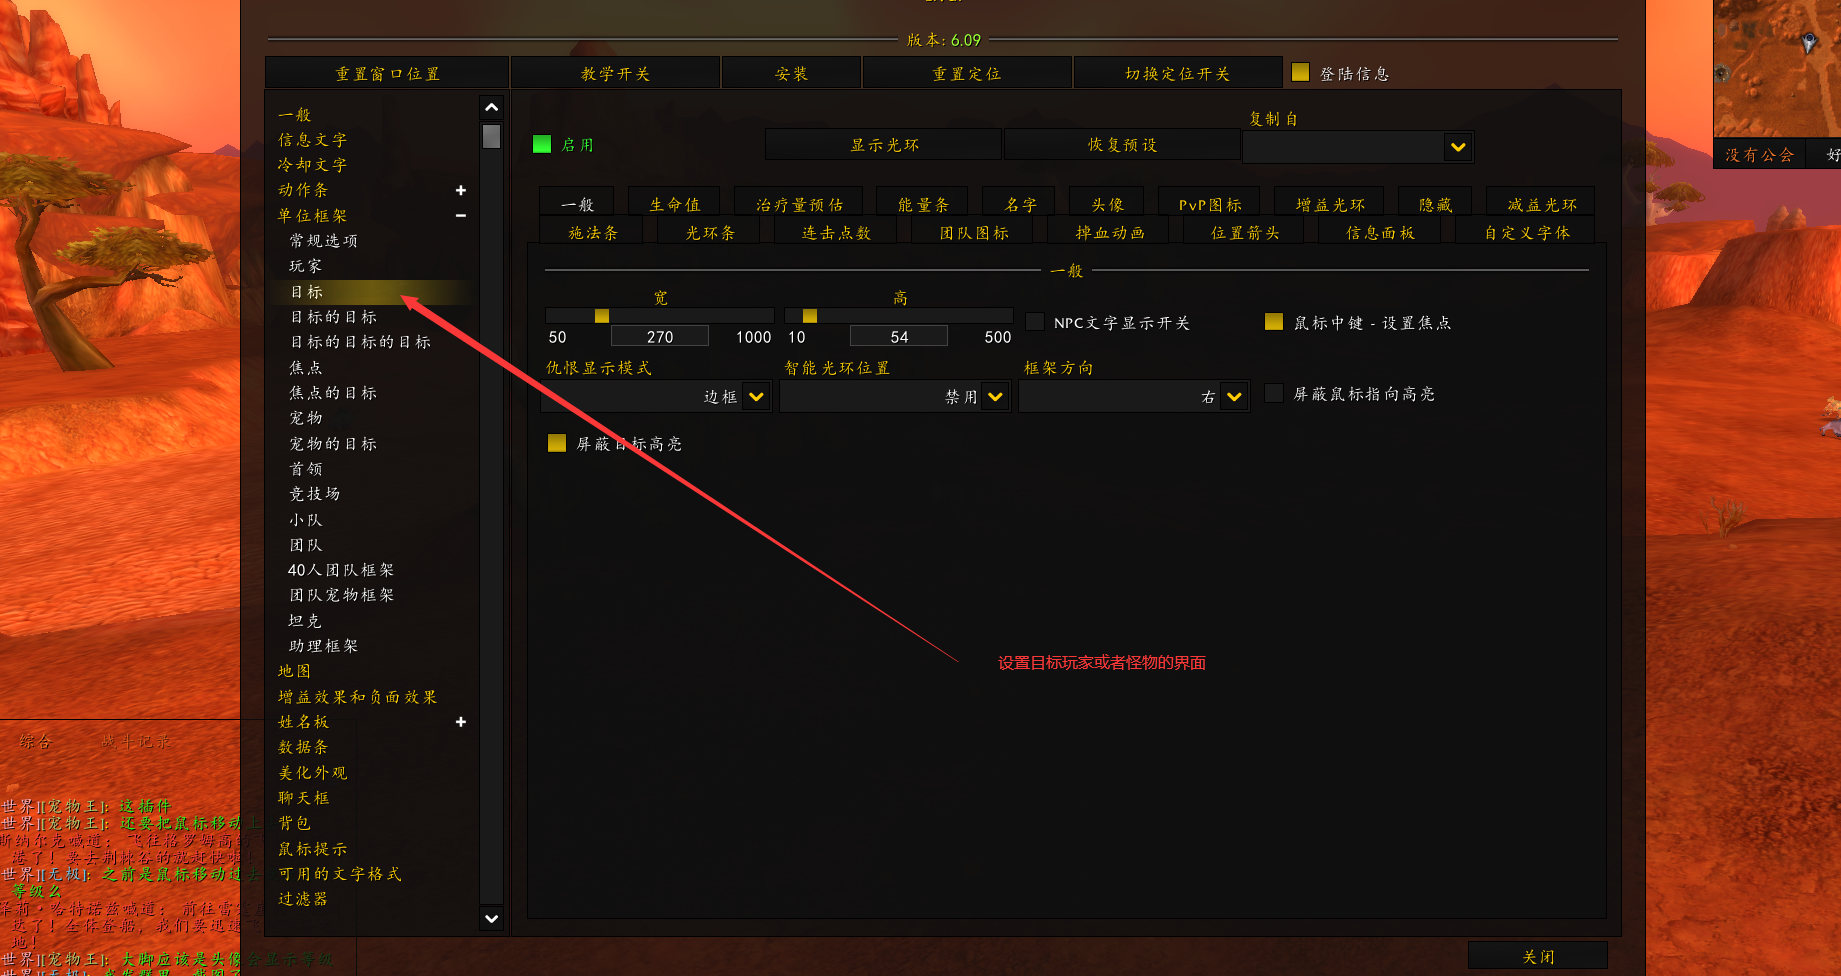 版本: 6.09
重置窗口位置
教学开关
安装
重置定位
切换定位开关
登陆信息
一般
信息文字
冷却文字
动作条
单位框架
常规选项
玩家
目标
目标的目标
目标的目标的目标
焦点
焦点的目标
宠物
宠物的目标
首领
竞技场
小队
团队
40人团队框架
团队宠物框架
坦克
助理框架
地图
增益效果和负面效果
姓名板
数据条
美化外观
聊天框
背包
鼠标提示
可用的文字格式
过滤器
启用
显示光环
恢复预设
复制自
一般
生命值
治疗量预估
能量条
名字
头像
PvP图标
增益光环
隐藏
减益光环
施法条
光环条
连击点数
团队图标
掉血动画
位置箭头
信息面板
自定义字体
一般
宽
50 270 1000
高
10 54 500
NPC文字显示开关
鼠标中键 - 设置焦点
仇恨显示模式
边框
智能光环位置
禁用
框架方向
右
屏蔽鼠标指向高亮
屏蔽目标高亮
设置目标玩家或者怪物的界面
关闭
没有公会
好
综合
战斗记录
世界][宠物王]: 这插件
世界][宠物王]: 还要把鼠标移动上
斯纳尔克喊道: 飞往格罗姆高
港了! 要去荆棘谷的就赶快啦!
世界][无极]: 之前是鼠标移动过去
等级么
泽莉·哈特诺兹喊道: 前往雷霆
达了! 全体登船, 我们要迅速飞
地!
世界][宠物王]: 大脚应该是头像会显示等级